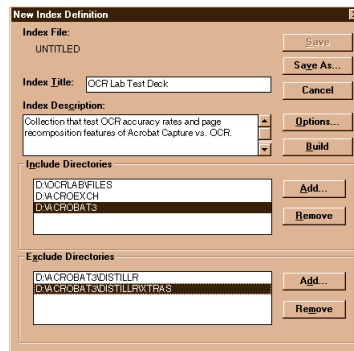 New Index Definition
Index File:
UNTITLED
Save
Save As...
Index Title: OCR Lab Test Deck
Cancel
Index Description:
Collection that test OCR accuracy rates and page
recomposition features of Acrobat Capture vs. OCR.
Options...
Build
Include Directories
D:\OCRLAB\FILES
D:\ACROEXCH
D:\ACROBAT3
Add...
Remove
Exclude Directories
D:\ACROBAT3\DISTILLR
D:\ACROBAT3\DISTILLR\XTRAS
Add...
Remove